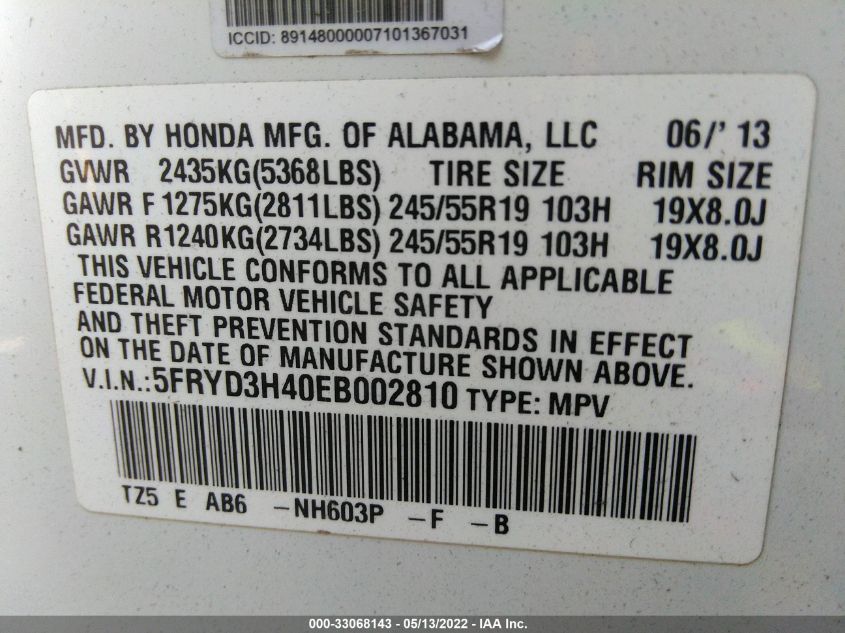 ICCID: 89148000007101367031
MFD. BY HONDA MFG. OF ALABAMA, LLC 06/' 13
GVWR 2435KG(5368LBS) TIRE SIZE RIM SIZE
GAWR F 1275KG(2811LBS) 245/55R19 103H 19X8.0J
GAWR R1240KG(2734LBS) 245/55R19 103H 19X8.0J
THIS VEHICLE CONFORMS TO ALL APPLICABLE
FEDERAL MOTOR VEHICLE SAFETY
AND THEFT PREVENTION STANDARDS IN EFFECT
ON THE DATE OF MANUFACTURE SHOWN ABOVE.
V.I.N.:5FRYD3H40EB002810 TYPE: MPV
TZ5 E AB6 -NH603P -F -B
000-33068143 - 05/13/2022 - IAA Inc.